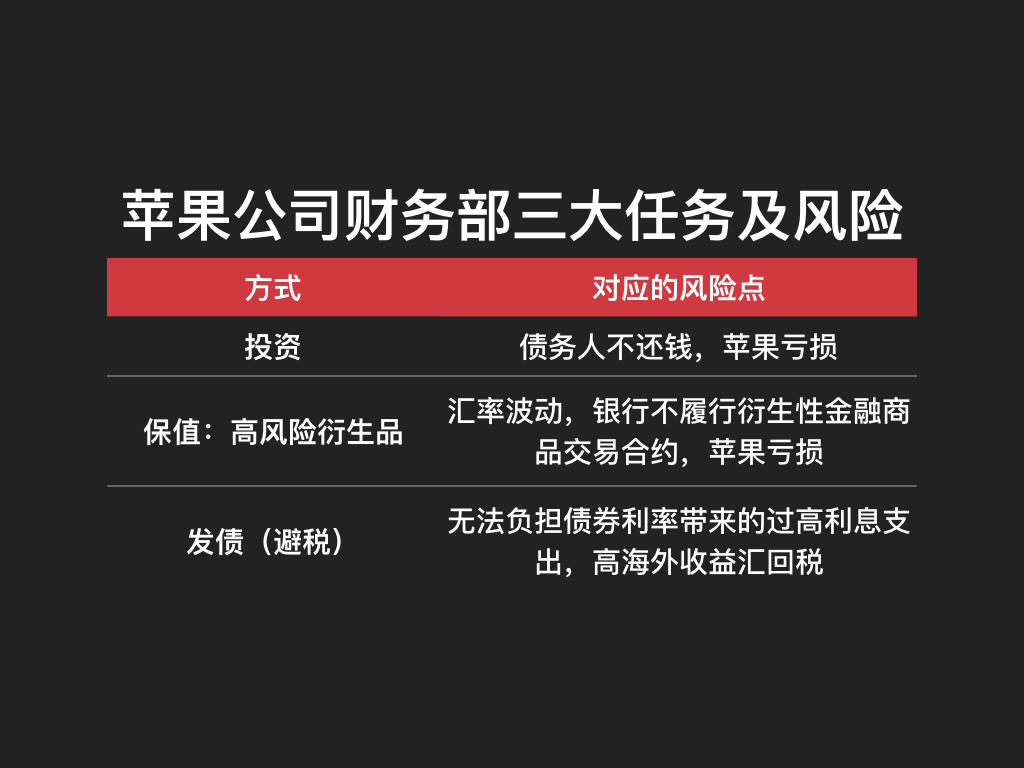 苹果公司财务部三大任务及风险
方式
对应的风险点
投资
债务人不还钱，苹果亏损
保值：高风险衍生品
汇率波动，银行不履行衍生性金融商
品交易合约，苹果亏损
发债（避税）
无法负担债券利率带来的过高利息支
出，高海外收益汇回税